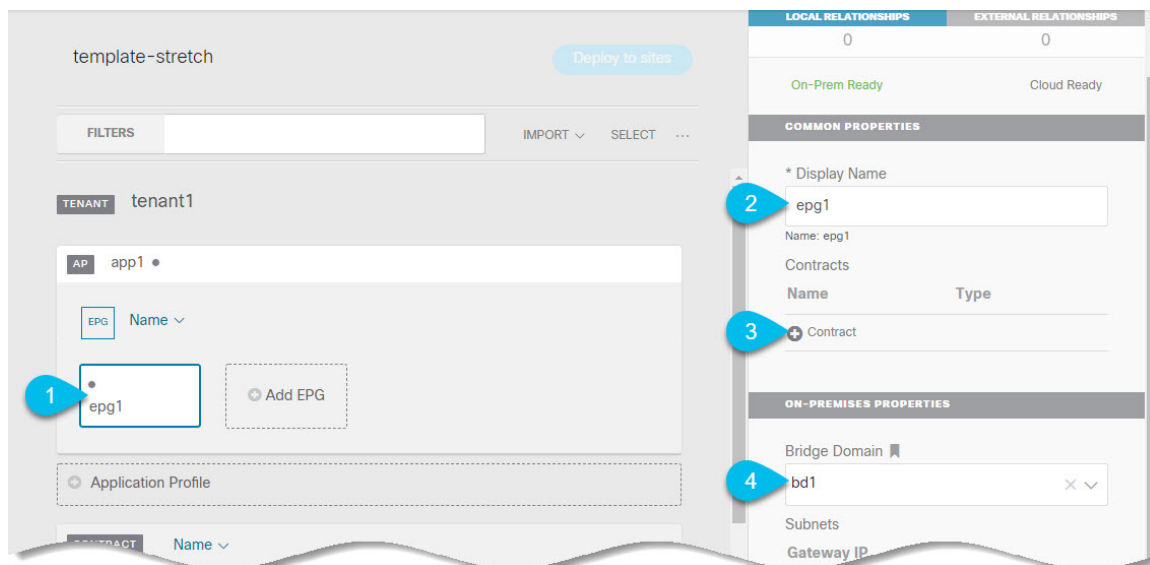 template-stretch
Deploy to sites
FILTERS
IMPORT
SELECT
...
TENANT tenant1
AP app1
EPG Name
1
epg1
Add EPG
Application Profile
CONTRACT Name
LOCAL RELATIONSHIPS EXTERNAL RELATIONSHIPS
0 0
On-Prem Ready Cloud Ready
COMMON PROPERTIES
* Display Name
2 epg1
Name: epg1
Contracts
Name Type
3 Contract
ON-PREMISES PROPERTIES
Bridge Domain
4 bd1
Subnets
Gateway IP